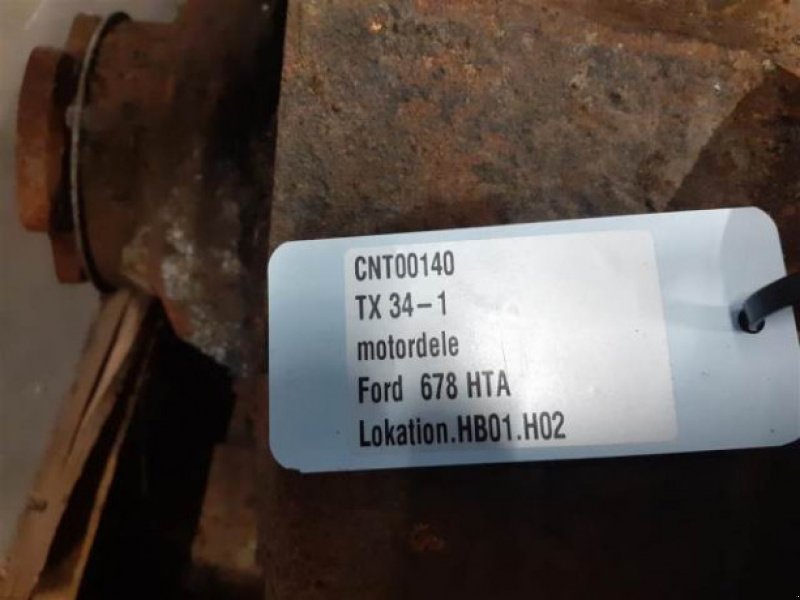 CNT00140
TX 34-1
motordele
Ford 678 HTA
Lokation.HB01.H02